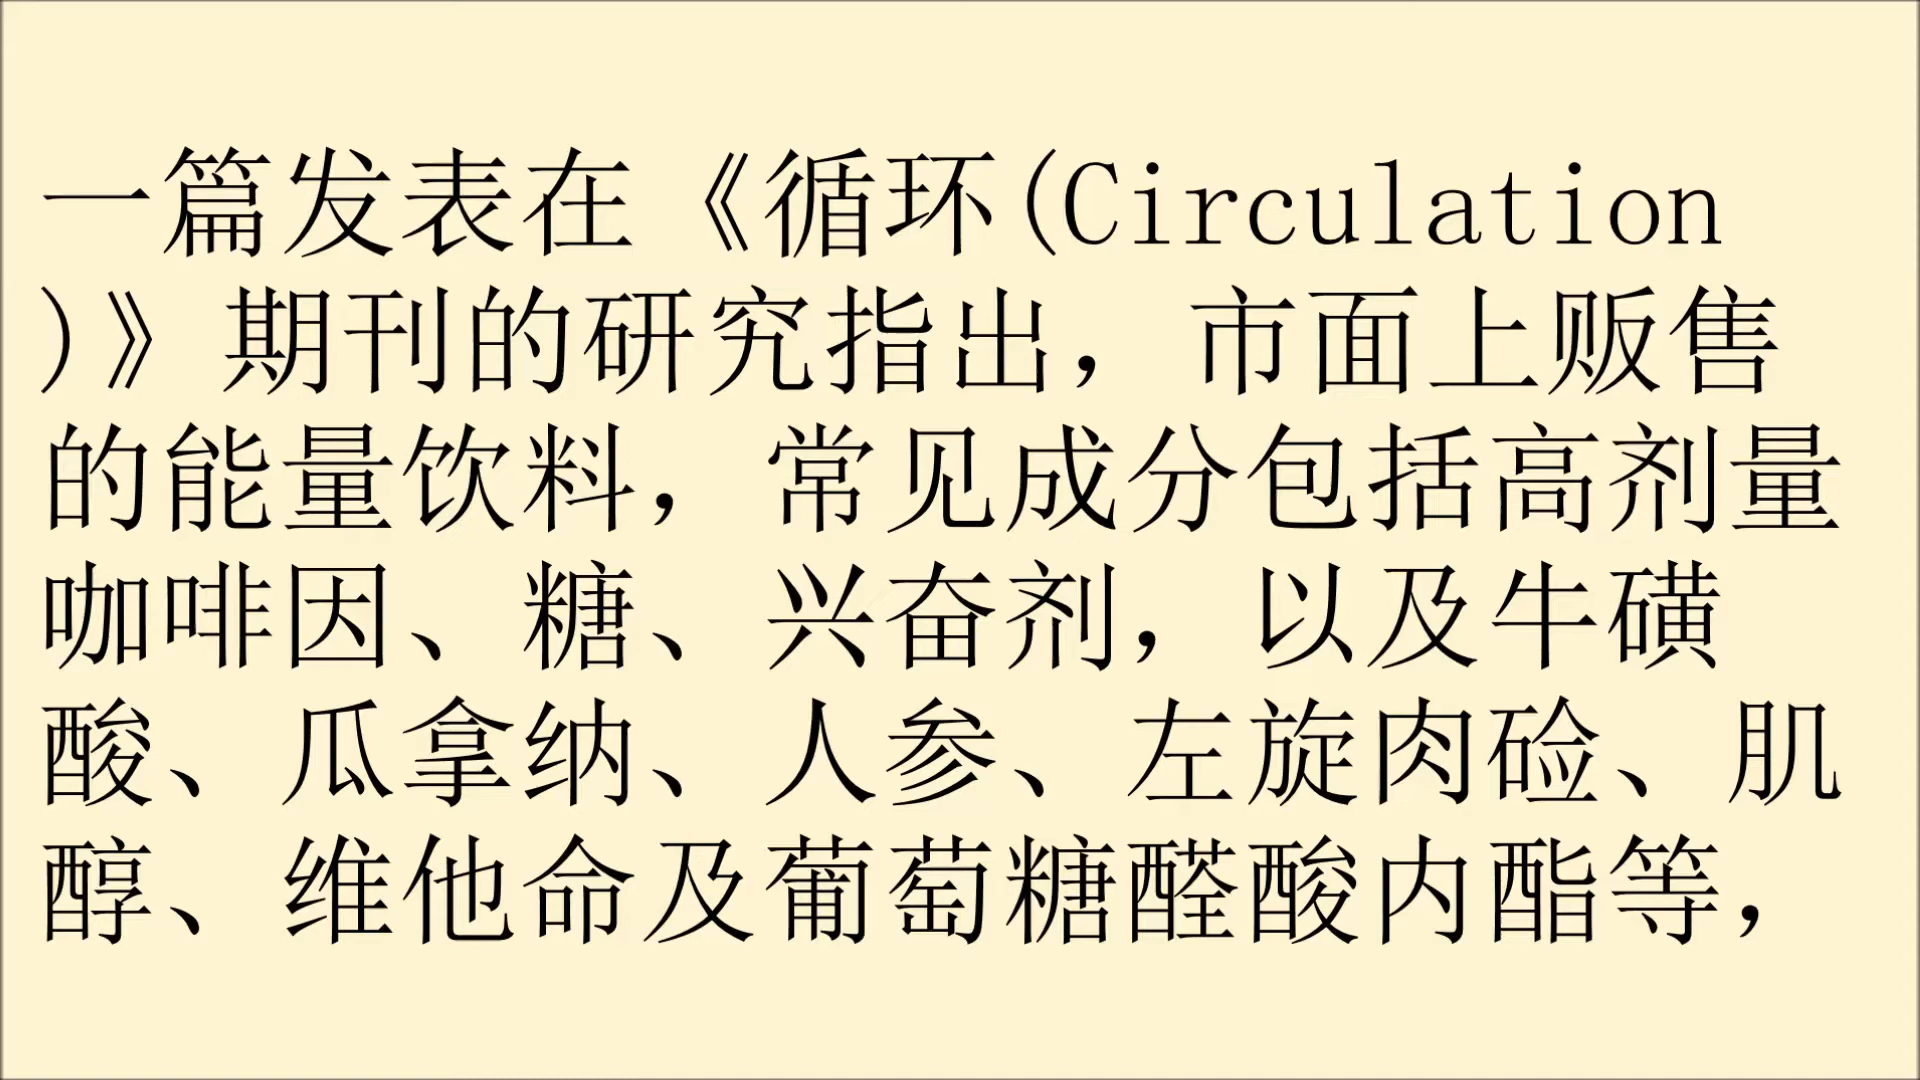 一篇发表在《循环(Circulation
)》期刊的研究指出，市面上贩售
的能量饮料，常见成分包括高剂量
咖啡因、糖、兴奋剂，以及牛磺
酸、瓜拿纳、人参、左旋肉硷、肌
醇、维他命及葡萄糖醛酸内酯等，